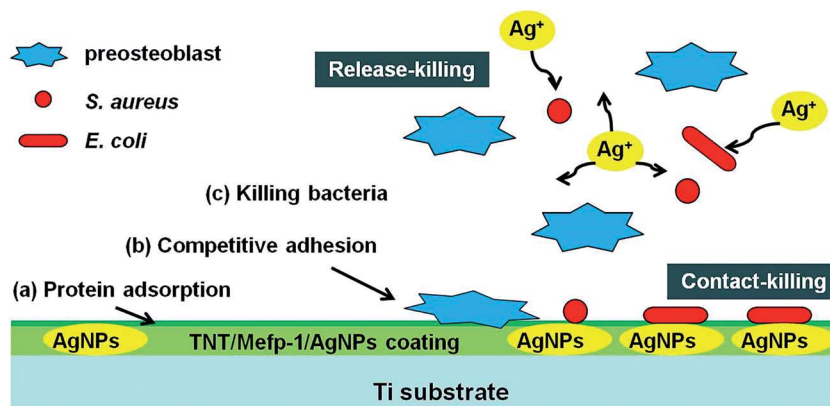 preosteoblast
S. aureus
E. coli
Release-killing
Ag⁺
Ag⁺
Ag⁺
(c) Killing bacteria
(b) Competitive adhesion
(a) Protein adsorption
Contact-killing
AgNPs TNT/Mefp-1/AgNPs coating AgNPs AgNPs AgNPs
Ti substrate